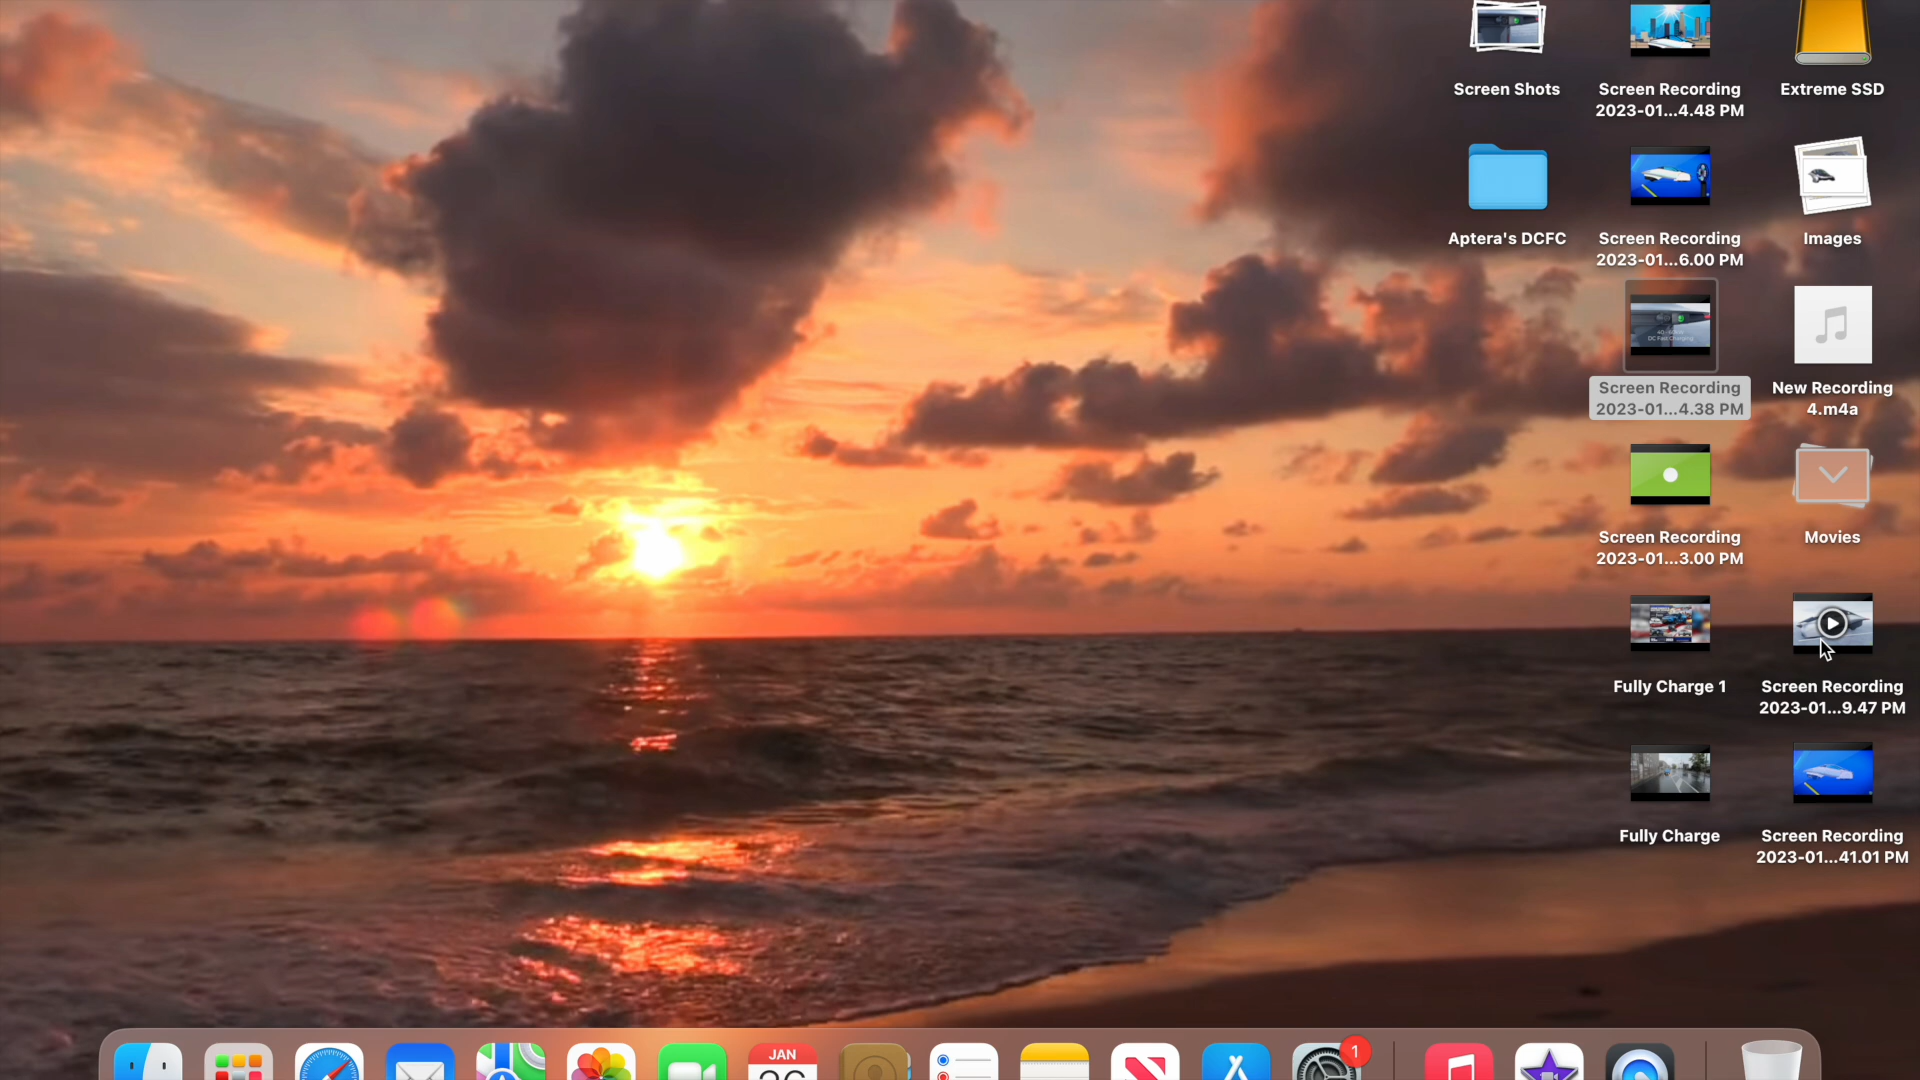 Screen Shots
Screen Recording
2023-01...4.48 PM
Extreme SSD
Aptera's DCFC
Screen Recording
2023-01...6.00 PM
Images
Screen Recording
2023-01...4.38 PM
New Recording
4.m4a
Screen Recording
2023-01...3.00 PM
Movies
Fully Charge 1
Screen Recording
2023-01...9.47 PM
Fully Charge
Screen Recording
2023-01...41.01 PM
JAN
1